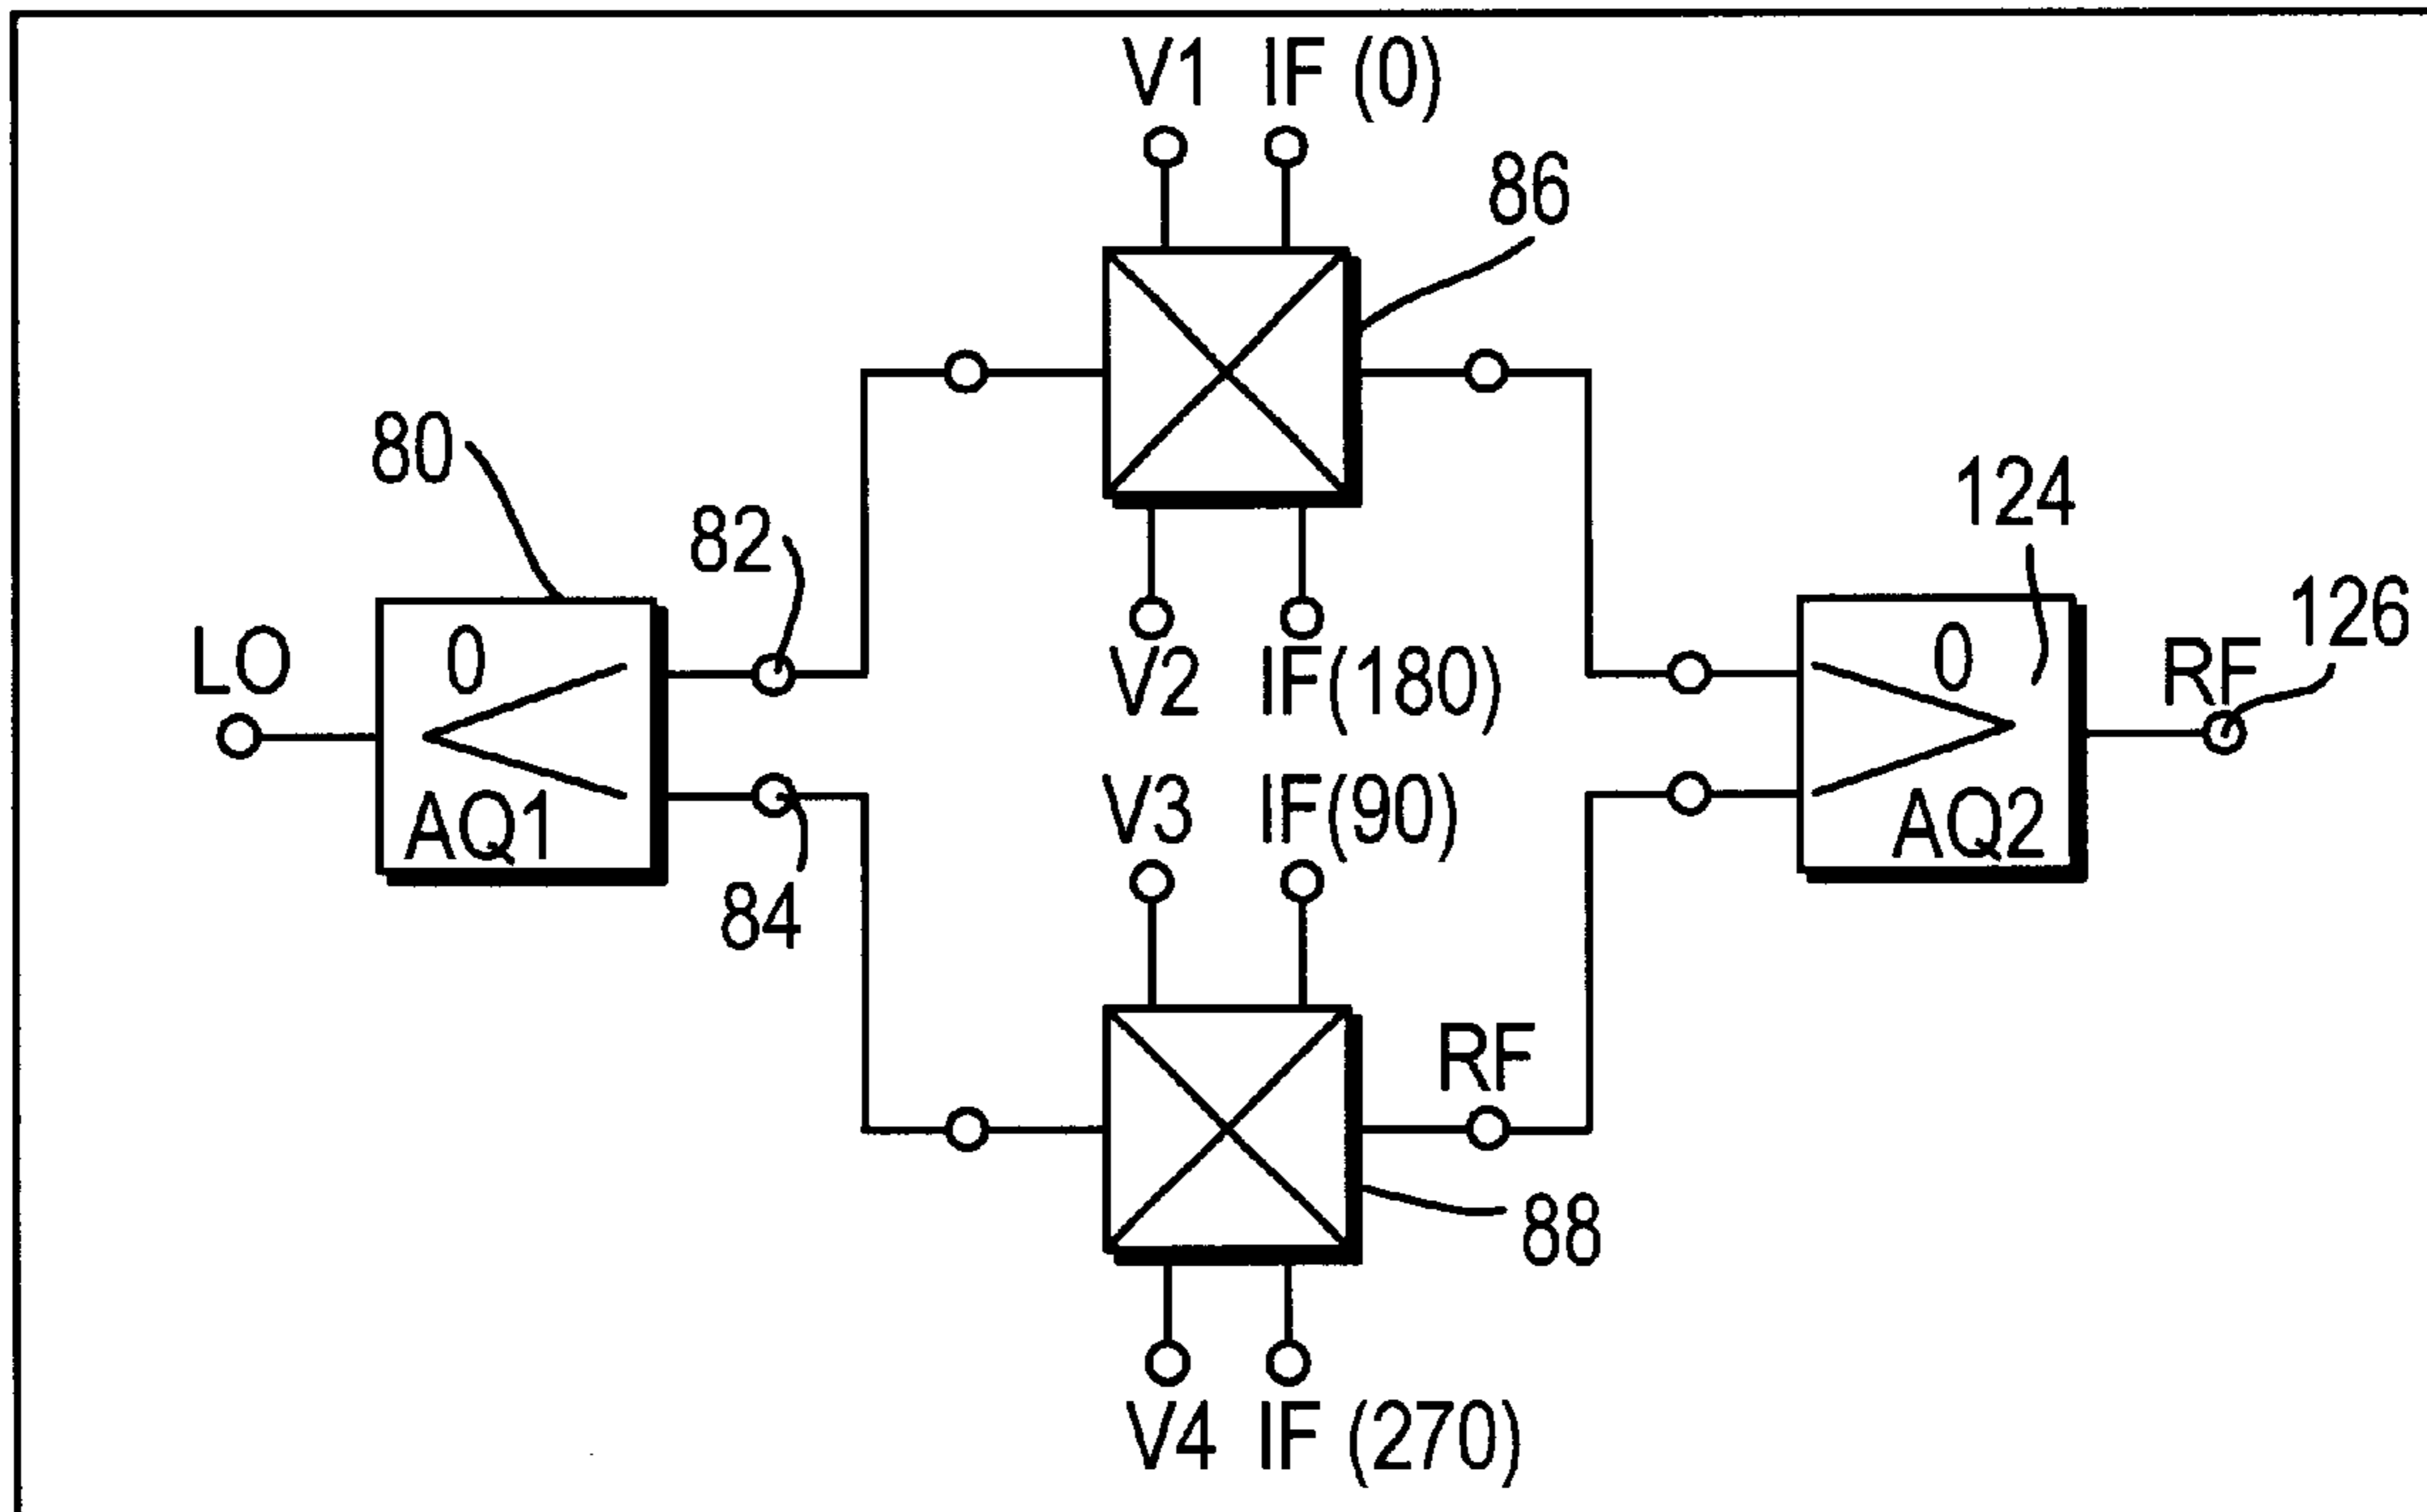 V1 IF (0)
86
80
82
124
126
LO
0
AQ1
V2 IF(180)
0
AQ2
RF
V3 IF(90)
84
RF
88
V4 IF (270)